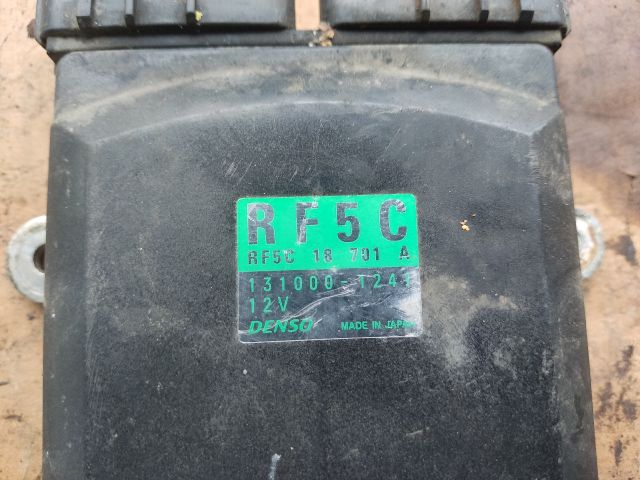 RF5C
RF5C 18 701 A
131000-1241
12V
DENSO MADE IN JAPAN